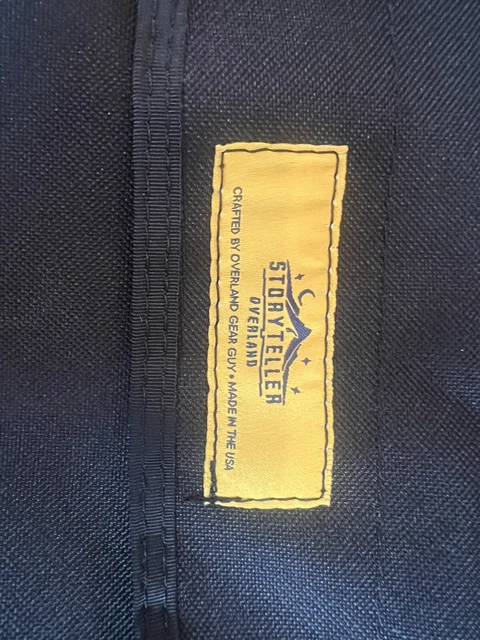 STORYTELLER
OVERLAND
CRAFTED BY OVERLAND GEAR GUY • MADE IN THE USA